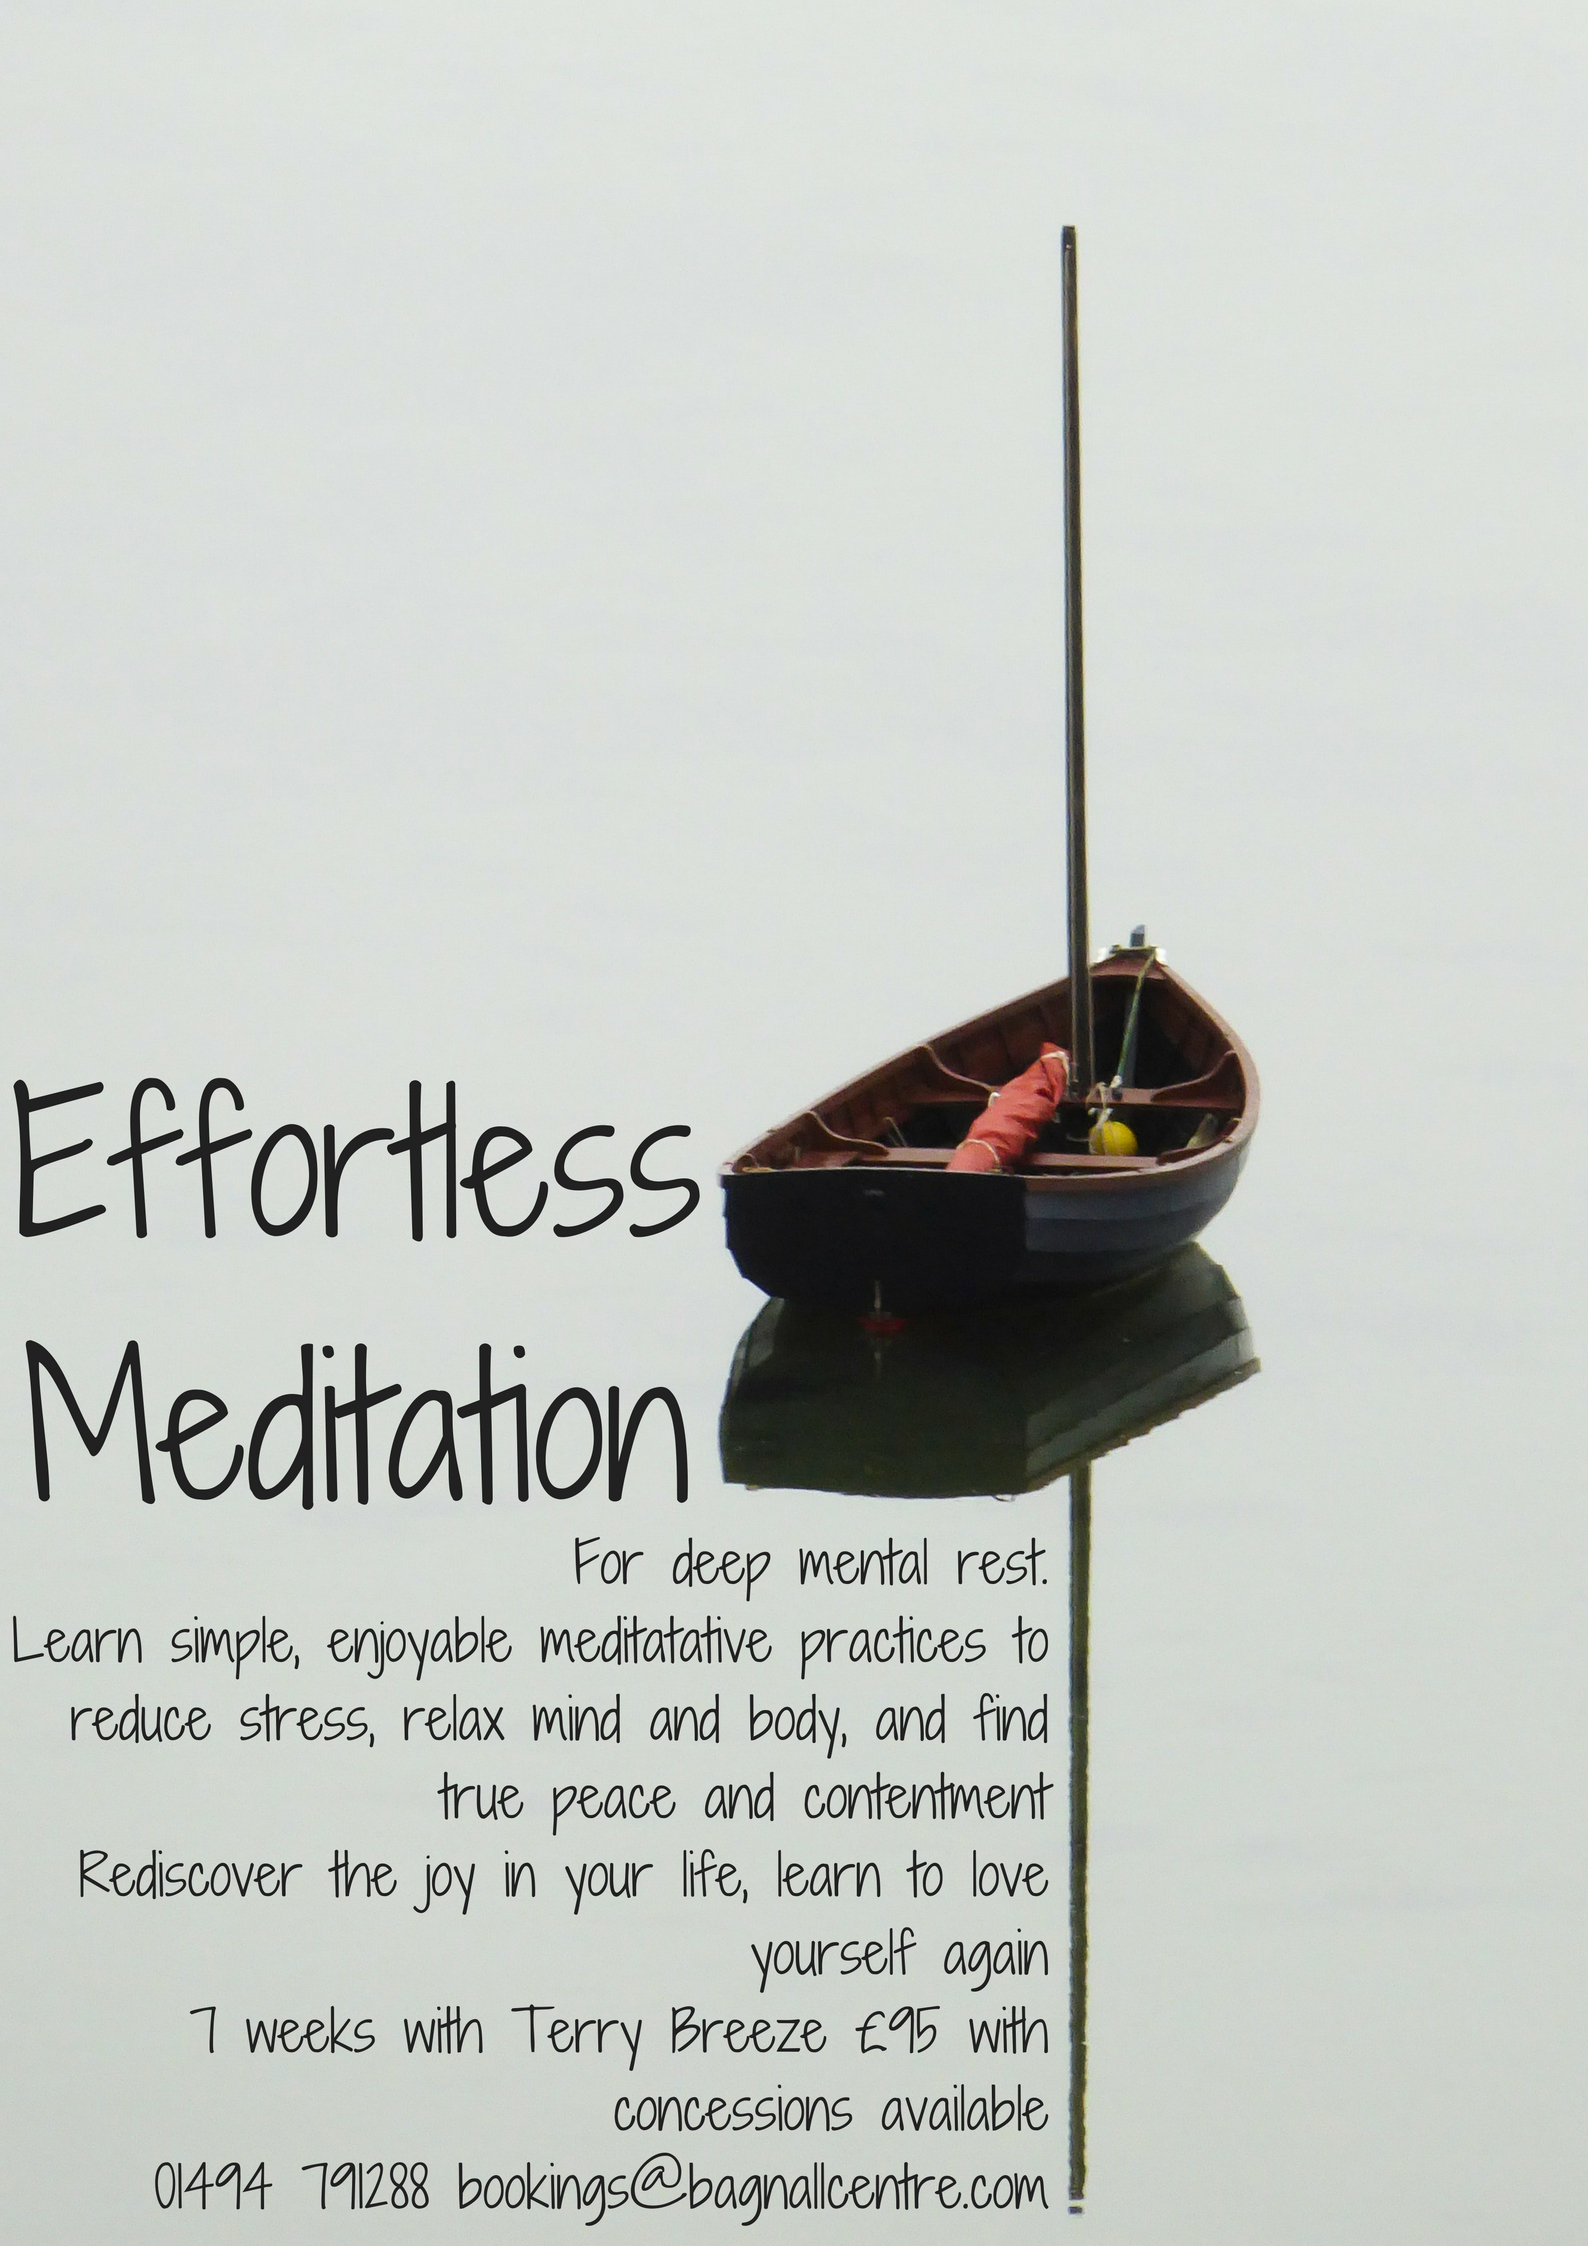 Effortless
Meditation
For deep mental rest.
Learn simple, enjoyable meditatative practices to
reduce stress, relax mind and body, and find
true peace and contentment
Rediscover the joy in your life, learn to love
yourself again
7 weeks with Terry Breeze £95 with
concessions available
01494 791288 bookings@bagnallcentre.com